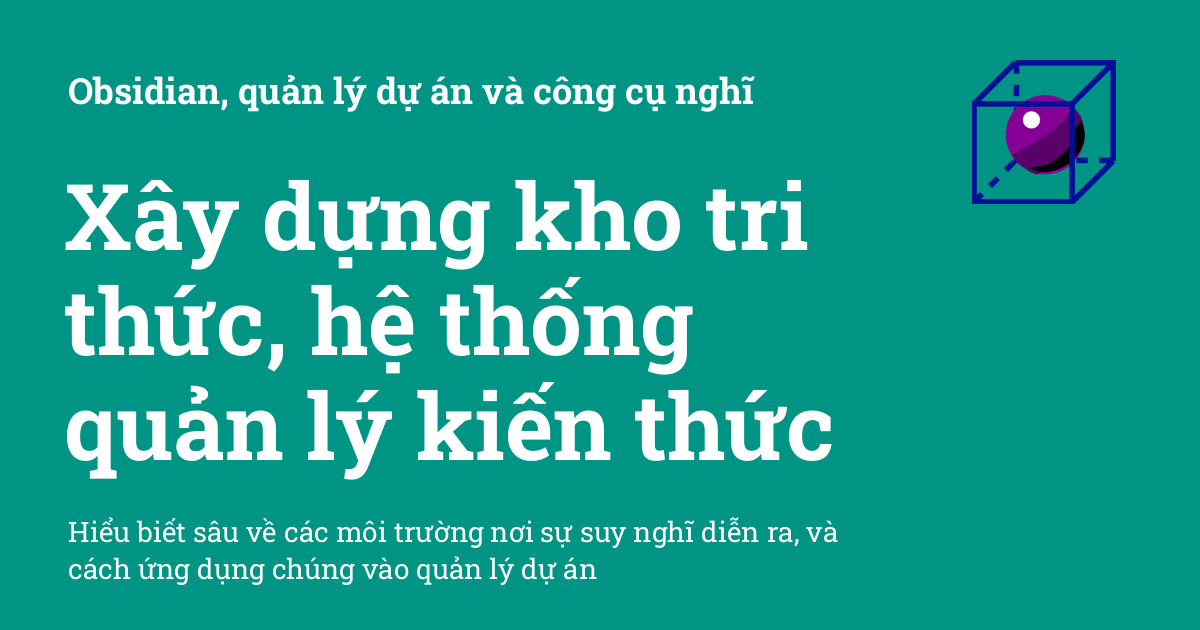 Obsidian, quản lý dự án và công cụ nghĩ
Xây dựng kho tri
thức, hệ thống
quản lý kiến thức
Hiểu biết sâu về các môi trường nơi sự suy nghĩ diễn ra, và
cách ứng dụng chúng vào quản lý dự án